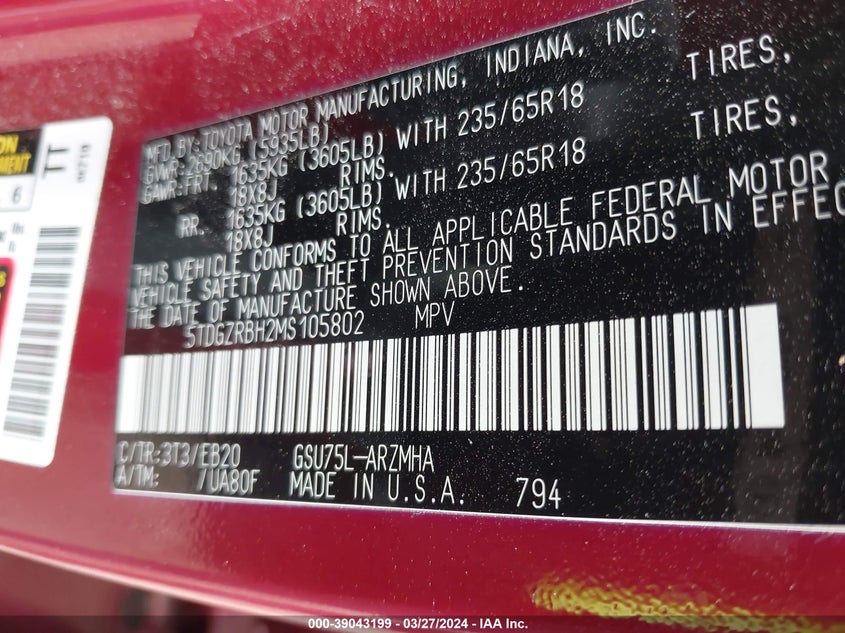 MFD.BY:TOYOTA MOTOR MANUFACTURING, INDIANA, INC.
GVWR:2690KG (5935LB)
GAWR:FRT. 1635KG (3605LB) WITH 235/65R18 TIRES,
18X8J RIMS.
RR. 1635KG (3605LB) WITH 235/65R18 TIRES,
18X8J RIMS.
THIS VEHICLE CONFORMS TO ALL APPLICABLE FEDERAL MOTOR
VEHICLE SAFETY AND THEFT PREVENTION STANDARDS IN EFFEC
THE DATE OF MANUFACTURE SHOWN ABOVE.
5TDGZRBH2MS105802 MPV
C/TR:3T3/EB20 GSU75L-ARZMHA
A/TM: /UA80F MADE IN U.S.A. 794
TT
6
000-39043199 - 03/27/2024 - IAA Inc.